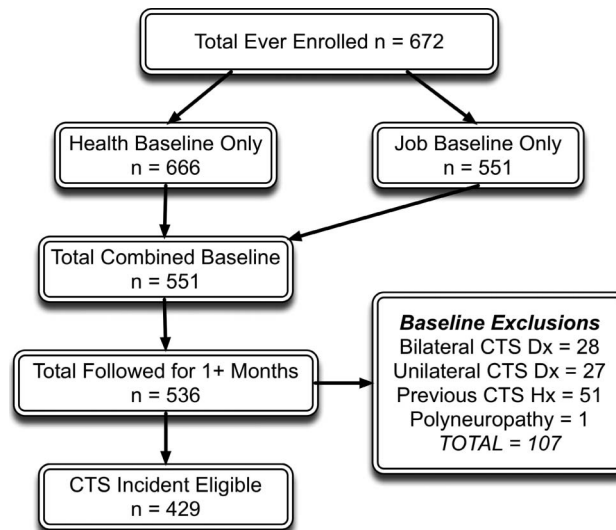 Total Ever Enrolled n = 672
Health Baseline Only
n = 666
Job Baseline Only
n = 551
Total Combined Baseline
n = 551
Total Followed for 1+ Months
n = 536
Baseline Exclusions
Bilateral CTS Dx = 28
Unilateral CTS Dx = 27
Previous CTS Hx = 51
Polyneuropathy = 1
TOTAL = 107
CTS Incident Eligible
n = 429